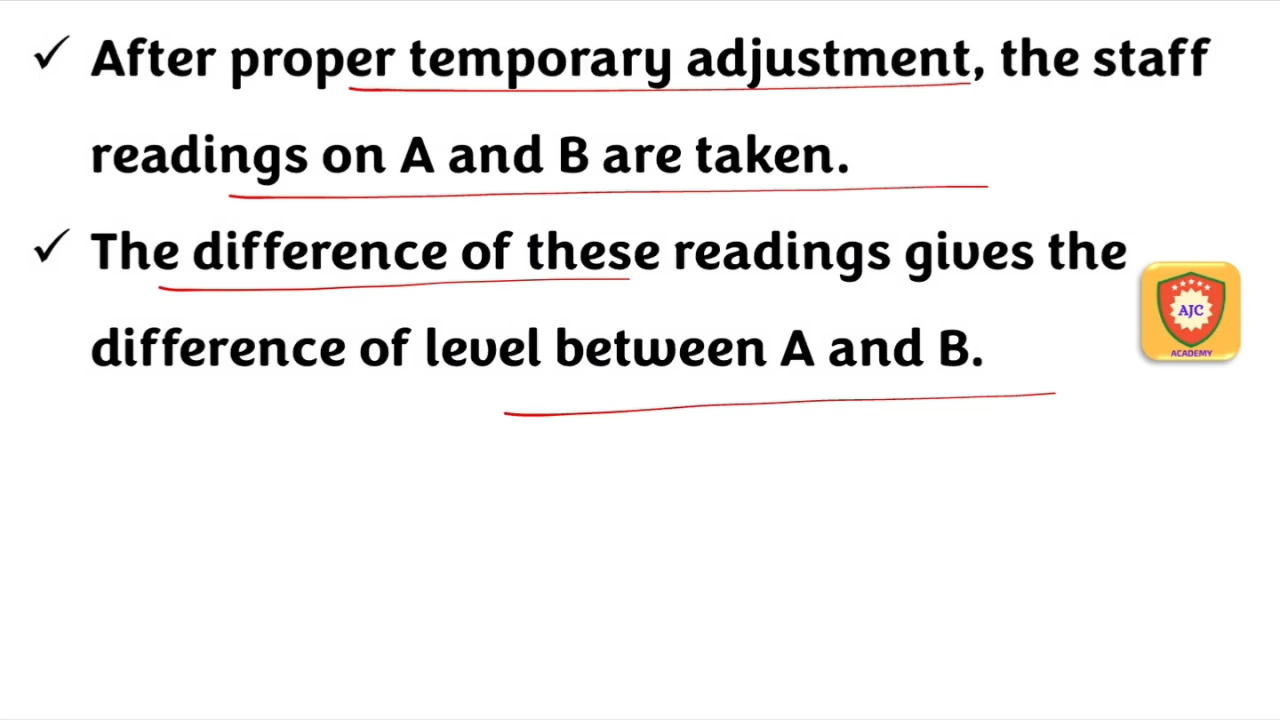 ✓ After proper temporary adjustment, the staff
readings on A and B are taken.
✓ The difference of these readings gives the
difference of level between A and B.
AJC
ACADEMY